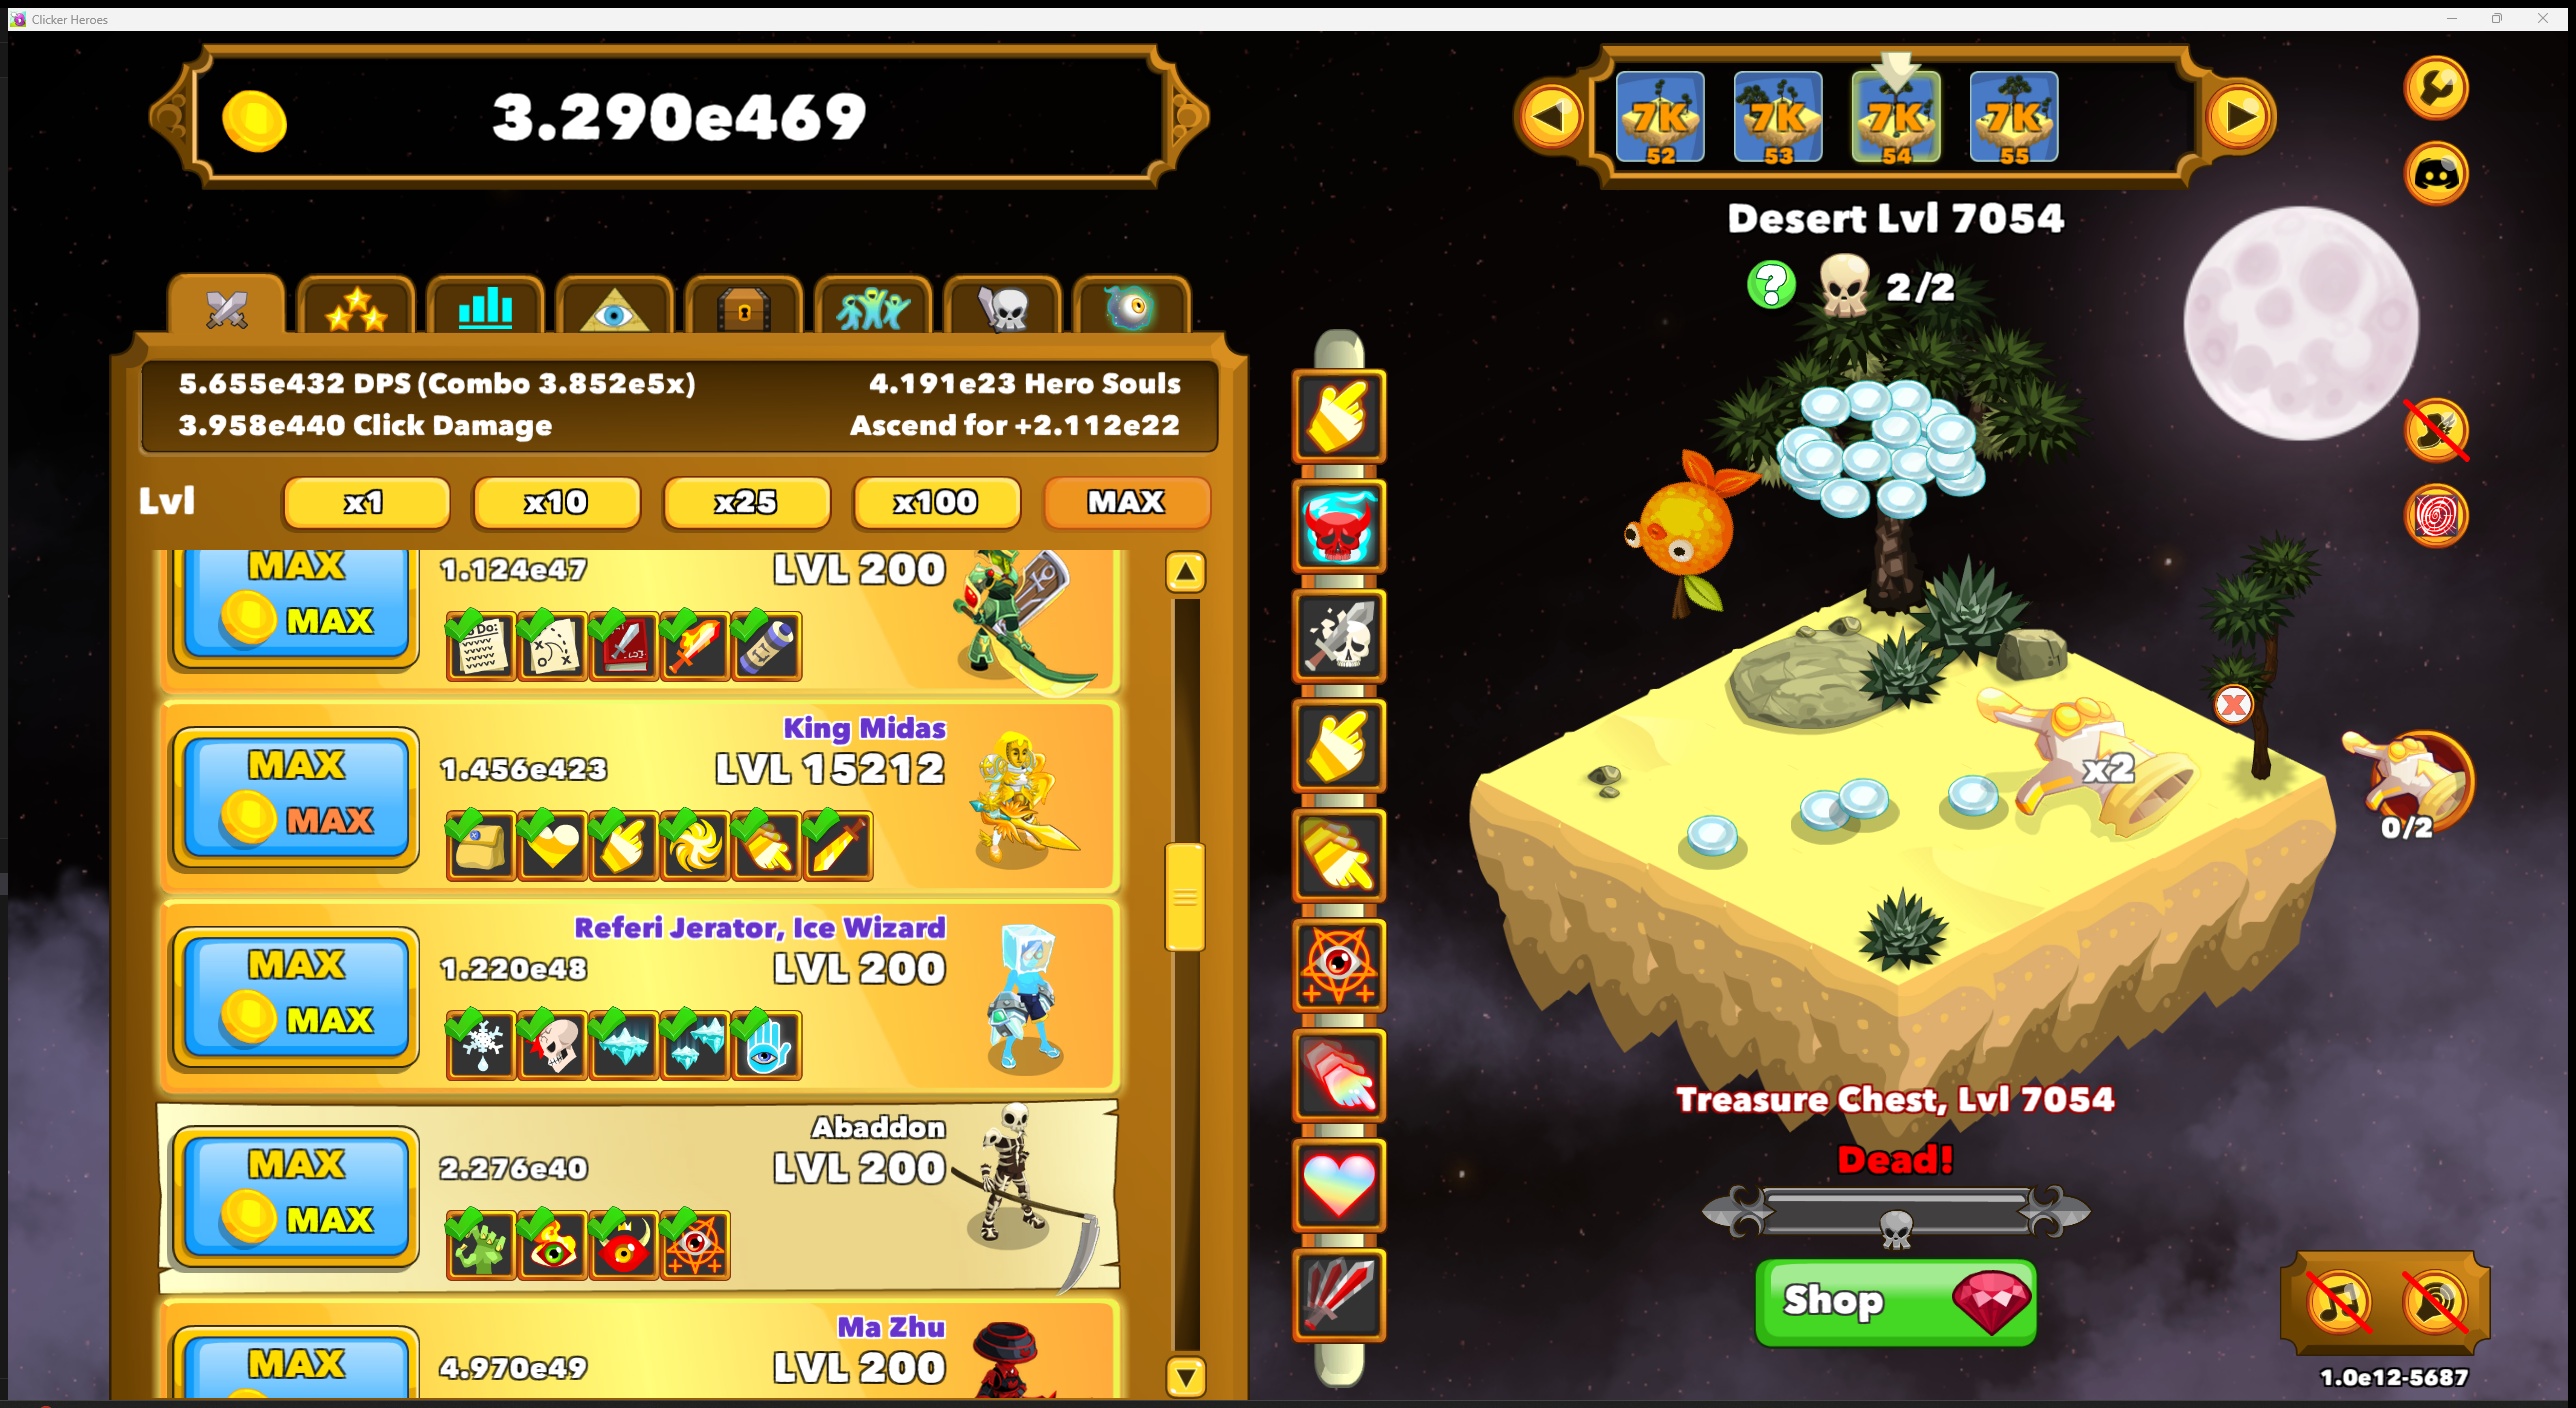 Clicker Heroes
3.290e469
7K
52
7K
53
7K
54
7K
55
Desert Lvl 7054
2/2
5.655e432 DPS (Combo 3.852e5x)
4.191e23 Hero Souls
3.958e440 Click Damage
Ascend for +2.112e22
Lvl
x1
x10
x25
x100
MAX
MAX
MAX
1.124e47
LVL 200
Do:
King Midas
MAX
MAX
1.456e423
LVL 15212
Referi Jerator, Ice Wizard
MAX
MAX
1.220e48
LVL 200
Abaddon
MAX
MAX
2.276e40
LVL 200
Ma Zhu
MAX
4.970e49
LVL 200
x2
0/2
Treasure Chest, Lvl 7054
Dead!
Shop
1.0e12-5687